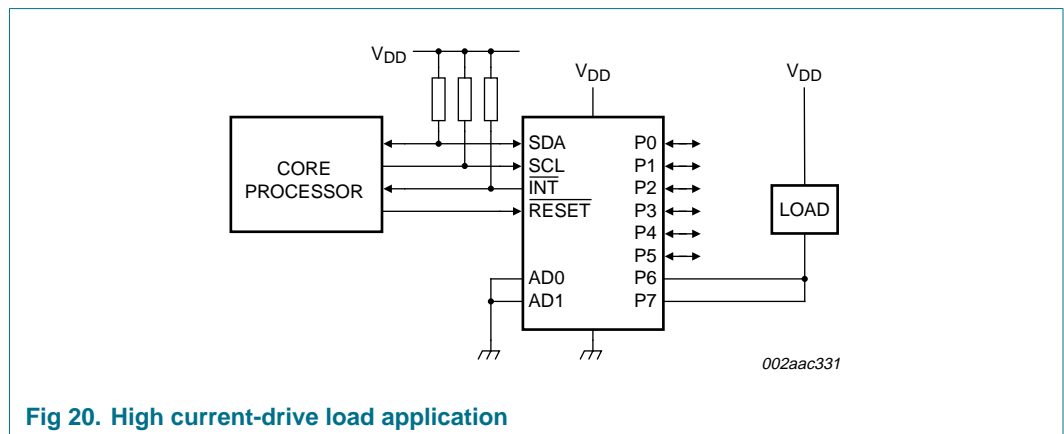 VDD
VDD
VDD
CORE
PROCESSOR
SDA
SCL
INT
RESET
AD0
AD1
P0
P1
P2
P3
P4
P5
P6
P7
LOAD
002aac331
Fig 20. High current-drive load application